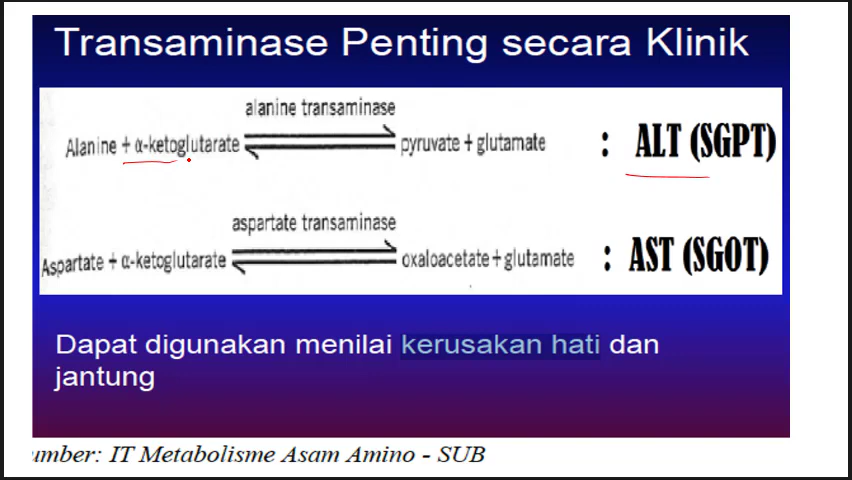 Transaminase Penting secara Klinik
alanine transaminase
Alanine + α-ketoglutarate pyruvate + glutamate : ALT (SGPT)
aspartate transaminase
Aspartate + α-ketoglutarate oxaloacetate + glutamate : AST (SGOT)
Dapat digunakan menilai kerusakan hati dan
jantung
umber: IT Metabolisme Asam Amino - SUB